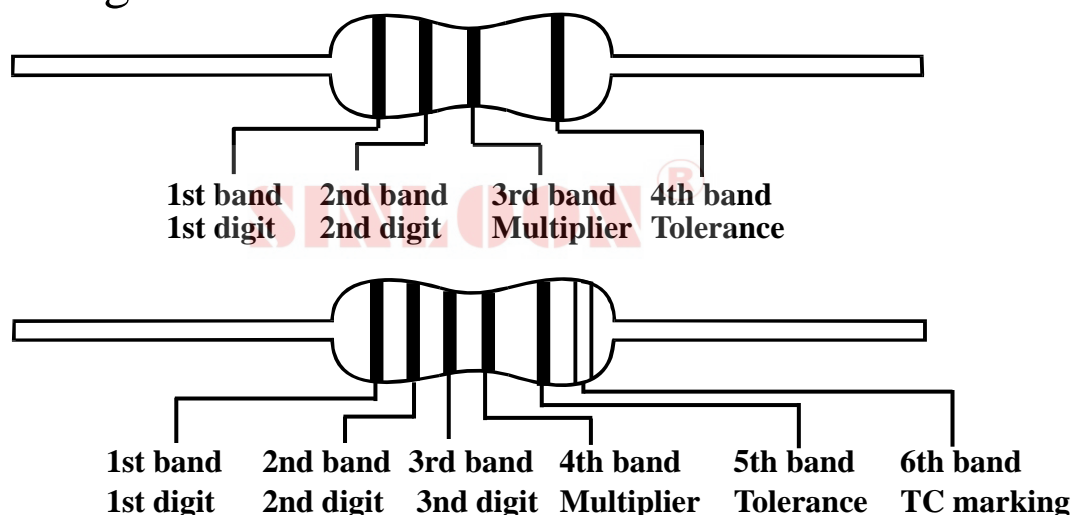 1st band 2nd band 3rd band 4th band
1st digit 2nd digit Multiplier Tolerance
SINLOON ®
1st band 2nd band 3rd band 4th band 5th band 6th band
1st digit 2nd digit 3nd digit Multiplier Tolerance TC marking